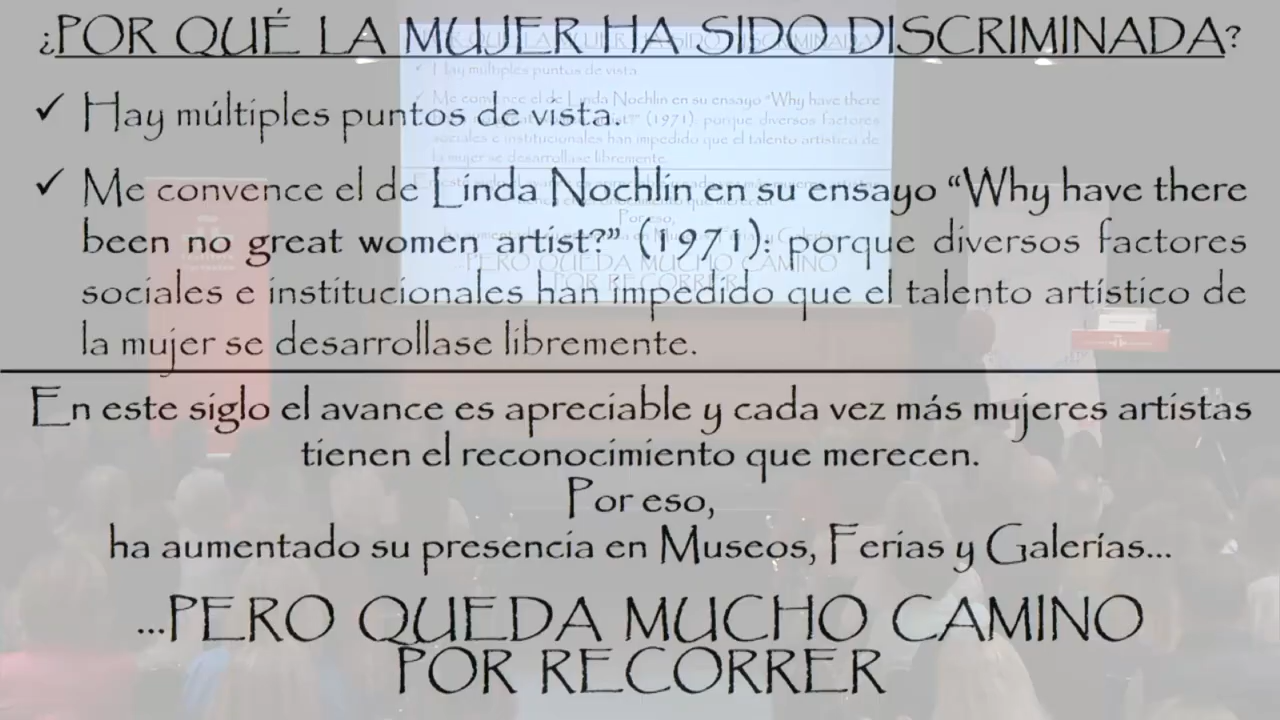 ¿POR QUÉ LA MUJER HA SIDO DISCRIMINADA?
✓ Hay múltiples puntos de vista.
✓ Me convence el de Linda Nochlin en su ensayo “Why have there
been no great women artist?” (1971): porque diversos factores
sociales e institucionales han impedido que el talento artístico de
la mujer se desarrollase libremente.
En este siglo el avance es apreciable y cada vez más mujeres artistas
tienen el reconocimiento que merecen.
Por eso,
ha aumentado su presencia en Museos, Ferias y Galerías...
...PERO QUEDA MUCHO CAMINO
POR RECORRER